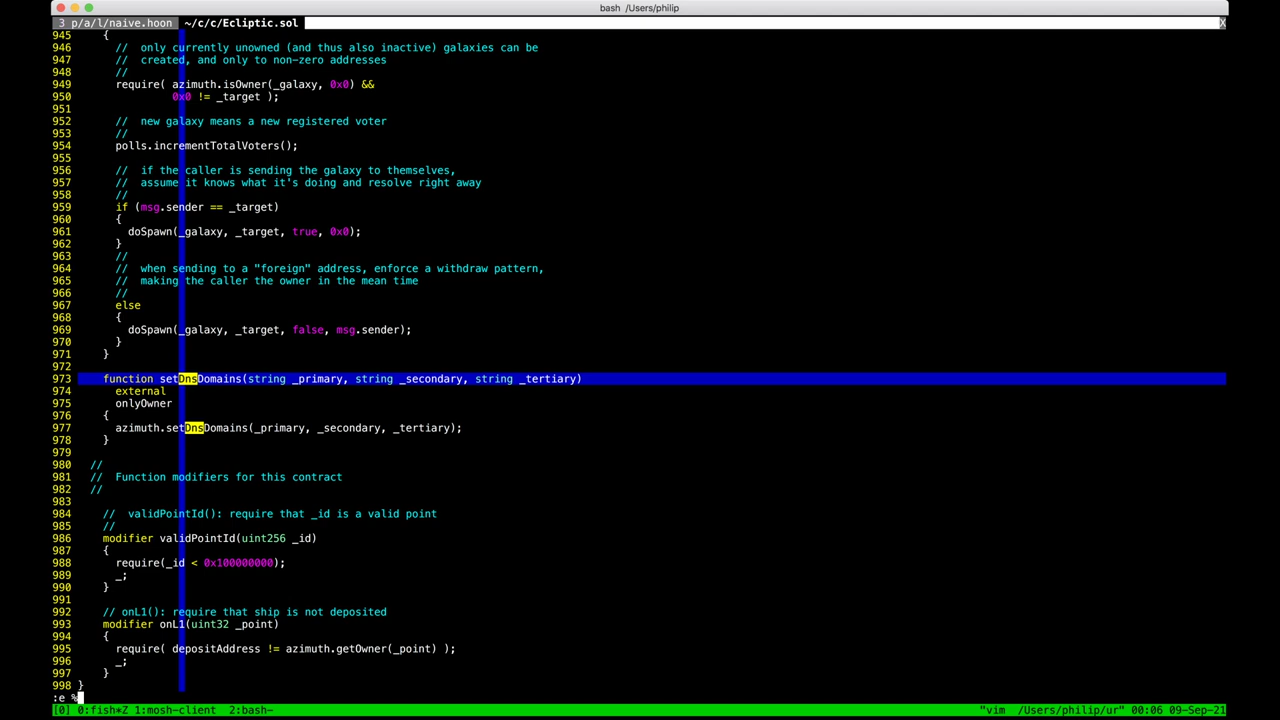 bash /Users/philip
3 p/a/l/naive.hoon  ~/c/c/Ecliptic.sol X
945     {
946       //  only currently unowned (and thus also inactive) galaxies can be
947       //  created, and only to non-zero addresses
948       //
949       require( azimuth.isOwner(_galaxy, 0x0) &&
950                0x0 != _target );
951
952       //  new galaxy means a new registered voter
953       //
954       polls.incrementTotalVoters();
955
956       //  if the caller is sending the galaxy to themselves,
957       //  assume it knows what it's doing and resolve right away
958       //
959       if (msg.sender == _target)
960       {
961         doSpawn(_galaxy, _target, true, 0x0);
962       }
963       //
964       //  when sending to a "foreign" address, enforce a withdraw pattern,
965       //  making the caller the owner in the mean time
966       //
967       else
968       {
969         doSpawn(_galaxy, _target, false, msg.sender);
970       }
971     }
972
973     function setDnsDomains(string _primary, string _secondary, string _tertiary)
974       external
975       onlyOwner
976     {
977       azimuth.setDnsDomains(_primary, _secondary, _tertiary);
978     }
979
980   //
981   //  Function modifiers for this contract
982   //
983
984     //  validPointId(): require that _id is a valid point
985     //
986     modifier validPointId(uint256 _id)
987     {
988       require(_id < 0x100000000);
989       _;
990     }
991
992     // onL1(): require that ship is not deposited
993     modifier onL1(uint32 _point)
994     {
995       require( depositAddress != azimuth.getOwner(_point) );
996       _;
997     }
998 }
:e %
[0] 0:fish*Z 1:mosh-client  2:bash- "vim  /Users/philip/ur" 00:06 09-Sep-21